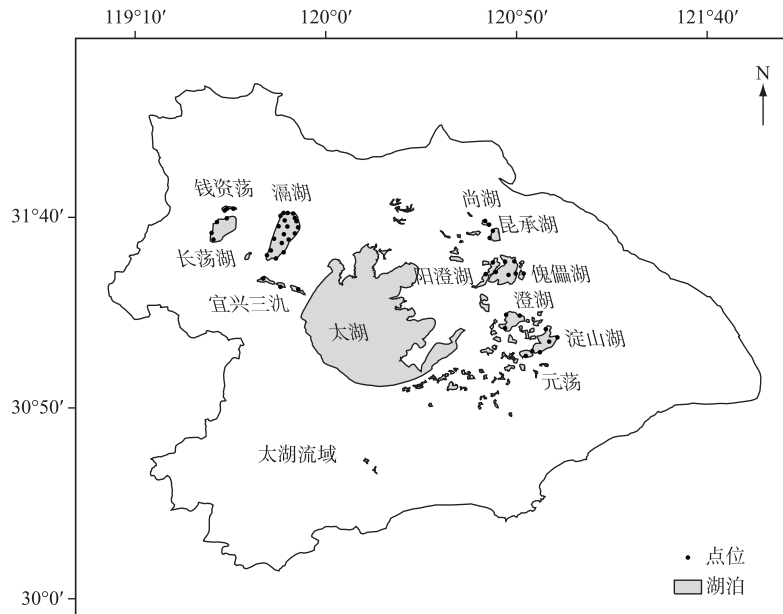 119°10′ 120°0′ 120°50′ 121°40′
N
钱资荡 滆湖 尚湖
31°40′
昆承湖
长荡湖
阳澄湖 傀儡湖
宜兴三氿
澄湖
太湖 淀山湖
元荡
30°50′
太湖流域
点位
湖泊
30°0′